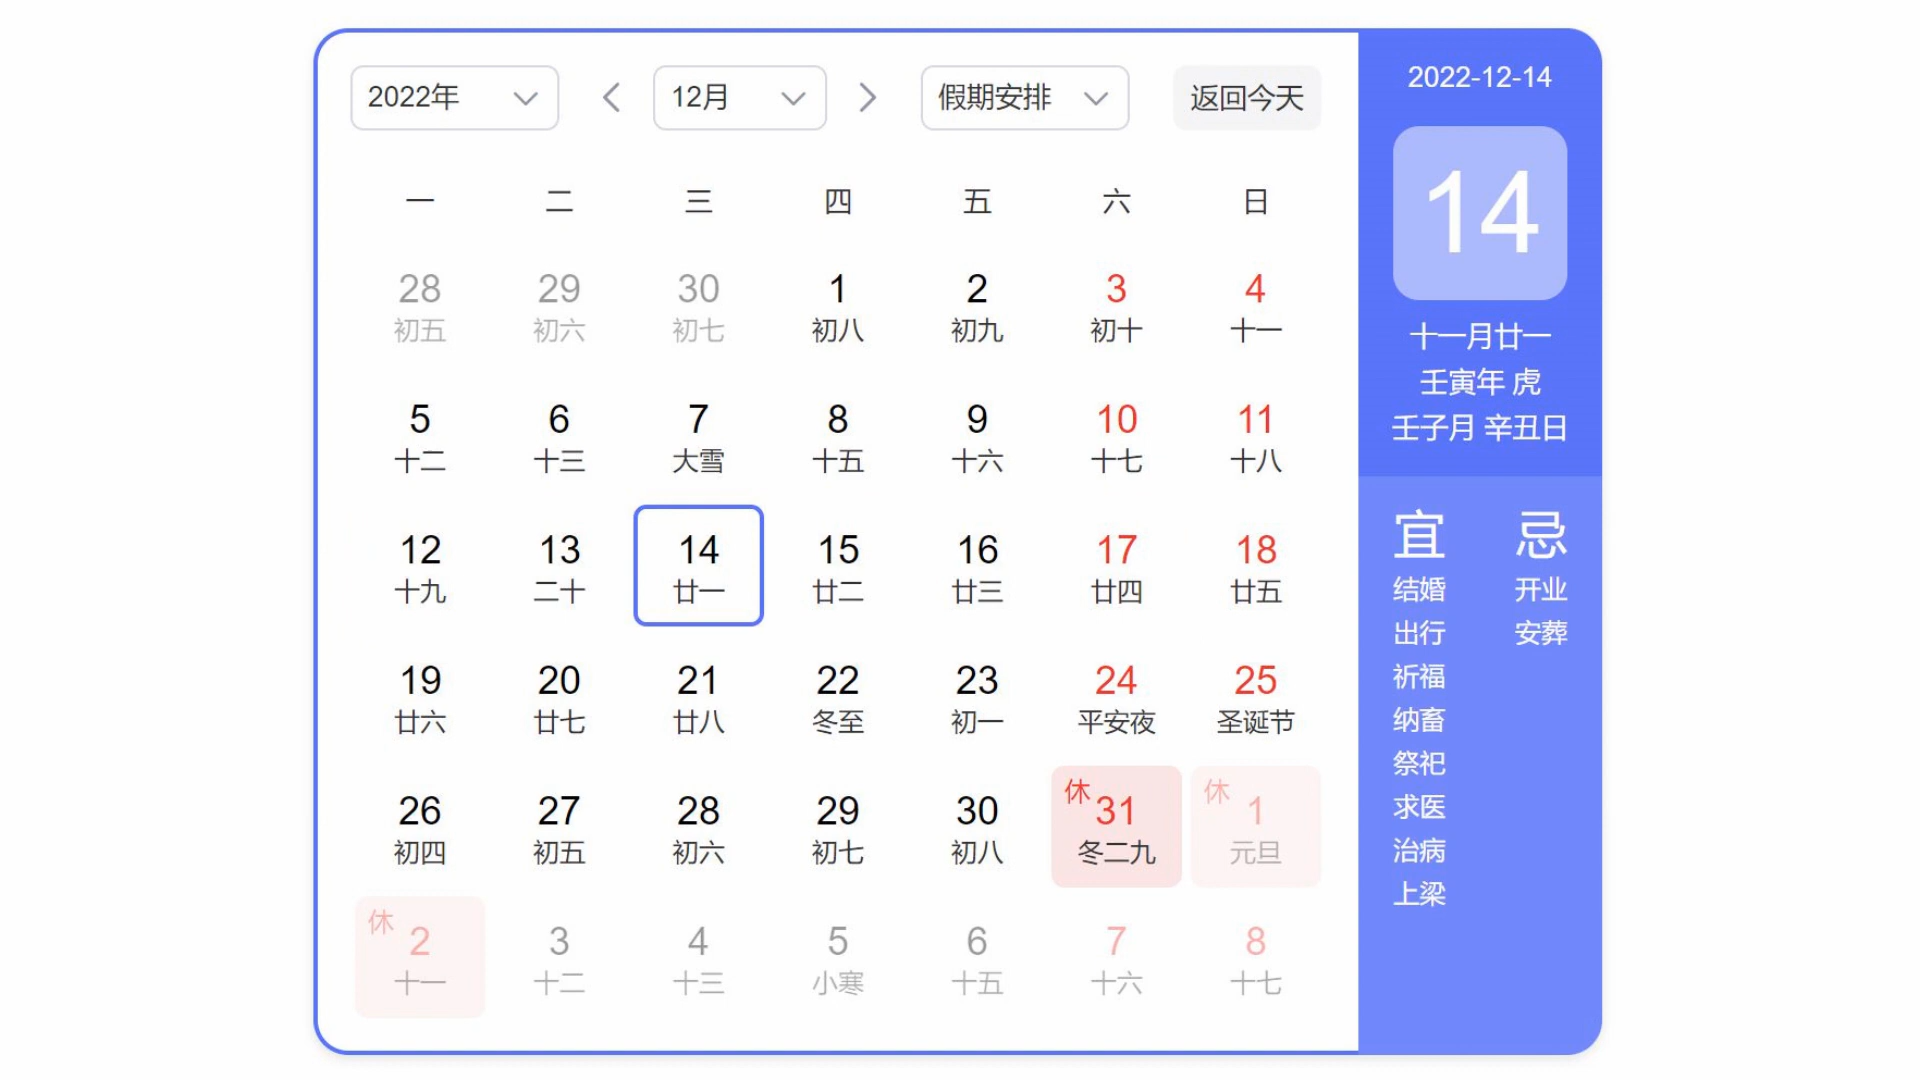 2022年 12月 假期安排 返回今天
一 二 三 四 五 六 日
28 29 30 1 2 3 4
初五 初六 初七 初八 初九 初十 十一
5 6 7 8 9 10 11
十二 十三 大雪 十五 十六 十七 十八
12 13 14 15 16 17 18
十九 二十 廿一 廿二 廿三 廿四 廿五
19 20 21 22 23 24 25
廿六 廿七 廿八 冬至 初一 平安夜 圣诞节
26 27 28 29 30 休 31 休 1
初四 初五 初六 初七 初八 冬二九 元旦
休 2 3 4 5 6 7 8
十一 十二 十三 小寒 十五 十六 十七
2022-12-14
14
十一月廿一
壬寅年 虎
壬子月 辛丑日
宜 忌
结婚 开业
出行 安葬
祈福
纳畜
祭祀
求医
治病
上梁